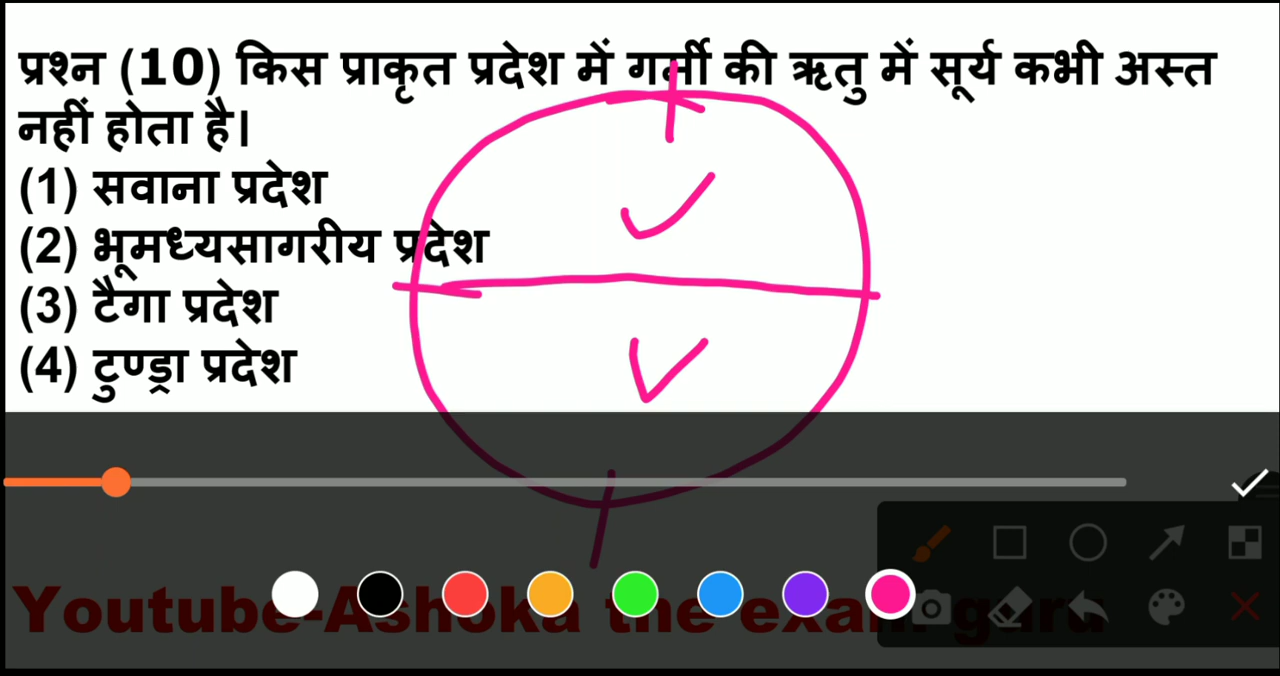 प्रश्न (10) किस प्राकृत प्रदेश में गर्मी की ऋतु में सूर्य कभी अस्त
नहीं होता है।
(1) सवाना प्रदेश
(2) भूमध्यसागरीय प्रदेश
(3) टैगा प्रदेश
(4) टुण्ड्रा प्रदेश
Youtube-Ashoka the exam guru